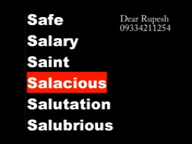 Safe
Dear Rupesh
09334211254
Salary
Saint
Salacious
Salutation
Salubrious